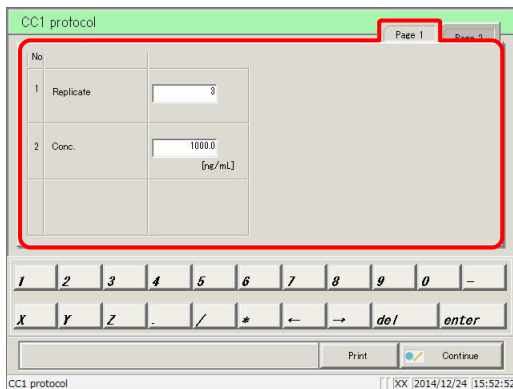 CC1 protocol
Page 1
Page 2
No
1 Replicate 3
2 Conc. 1000.0
[ng/mL]
1 2 3 4 5 6 7 8 9 0 -
X Y Z . / * ← → del enter
Print Continue
CC1 protocol XX 2014/12/24 15:52:52